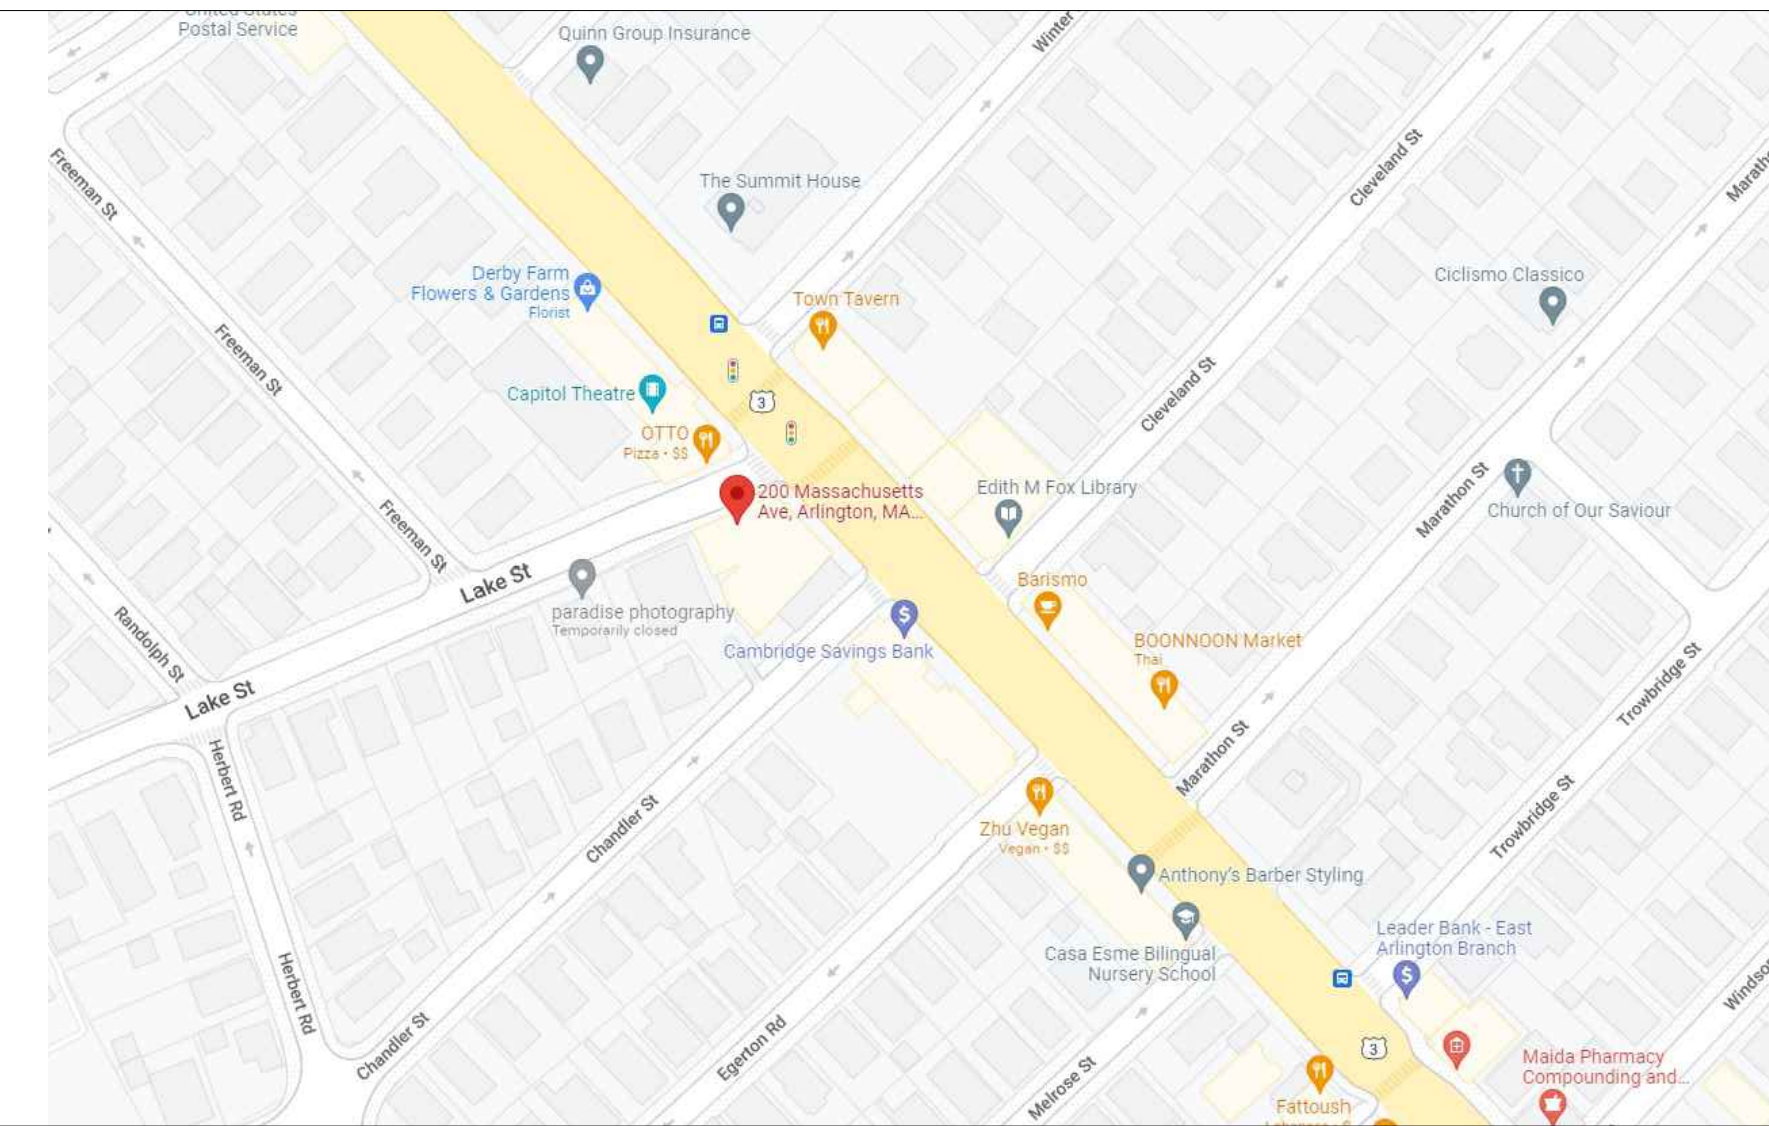 United States
Postal Service
Quinn Group Insurance
Winter
Freeman St
The Summit House
Cleveland St
Marath
Derby Farm
Flowers & Gardens
Florist
Town Tavern
Ciclismo Classico
Freeman St
Capitol Theatre
3
Cleveland St
OTTO
Pizza • $$
200 Massachusetts
Ave, Arlington, MA...
Edith M Fox Library
Marathon St
Church of Our Saviour
Freeman St
Lake St
paradise photography
Temporarily closed
Barismo
Randolph St
Cambridge Savings Bank
BOONNOON Market
Thai
Lake St
Trowbridge St
Herbert Rd
Marathon St
Chandler St
Zhu Vegan
Vegan • $$
Trowbridge St
Anthony's Barber Styling
Leader Bank - East
Arlington Branch
Casa Esme Bilingual
Nursery School
Herbert Rd
Windso
Chandler St
Egerton Rd
3
Melrose St
Maida Pharmacy
Compounding and...
Fattoush